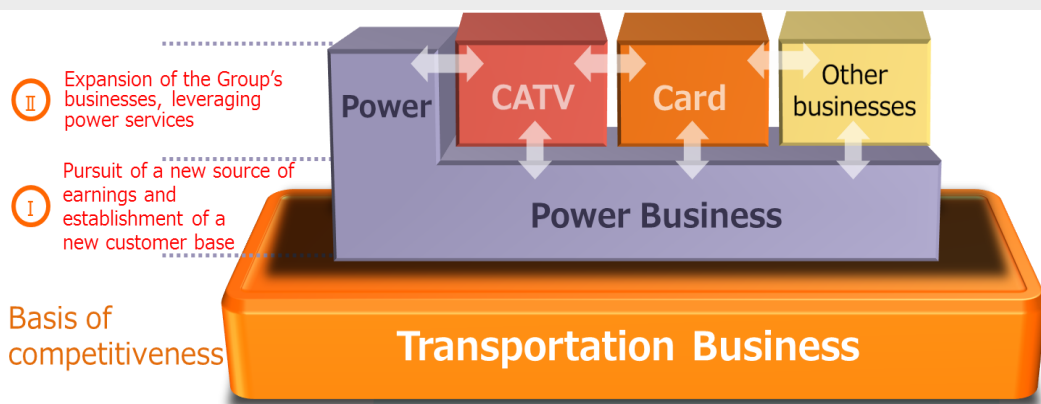 II
Expansion of the Group's
businesses, leveraging
power services
Power
CATV
Card
Other
businesses
I
Pursuit of a new source of
earnings and
establishment of a
new customer base
Power Business
Basis of
competitiveness
Transportation Business